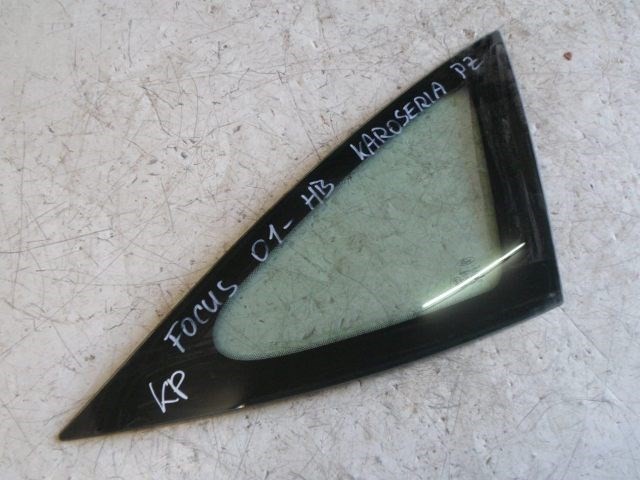 FOCUS 01- HB KAROSERIA PZ
KP